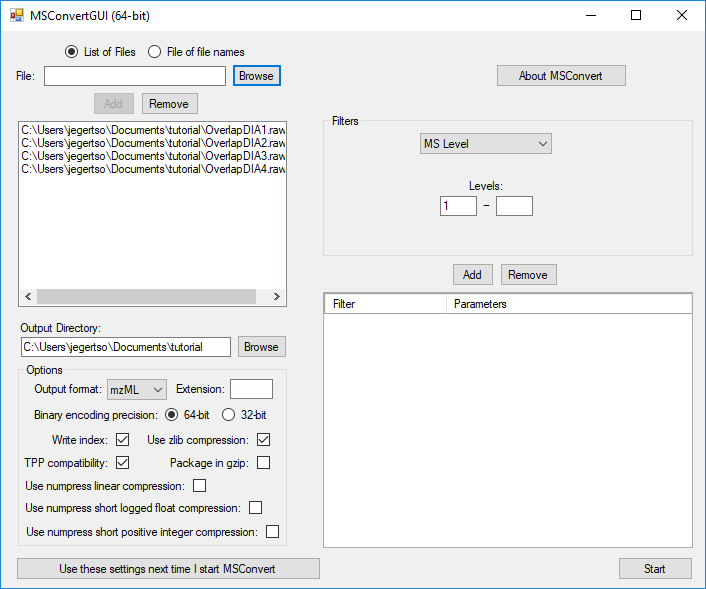 MSConvertGUI (64-bit)
List of Files File of file names
File: Browse About MSConvert
Add Remove
C:\Users\jegertso\Documents\tutorial\OverlapDIA1.raw
C:\Users\jegertso\Documents\tutorial\OverlapDIA2.raw
C:\Users\jegertso\Documents\tutorial\OverlapDIA3.raw
C:\Users\jegertso\Documents\tutorial\OverlapDIA4.raw
Output Directory:
C:\Users\jegertso\Documents\tutorial Browse
Options
Output format: mzML Extension:
Binary encoding precision: 64-bit 32-bit
Write index: Use zlib compression:
TPP compatibility: Package in gzip:
Use numpress linear compression:
Use numpress short logged float compression:
Use numpress short positive integer compression:
Use these settings next time I start MSConvert
Filters
MS Level
Levels:
1 –
Add Remove
Filter Parameters
Start